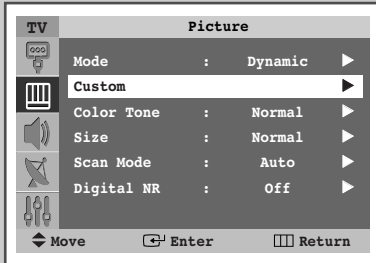 TV Picture
Mode : Dynamic
Custom
Color Tone : Normal
Size : Normal
Scan Mode : Auto
Digital NR : Off
Move Enter Return